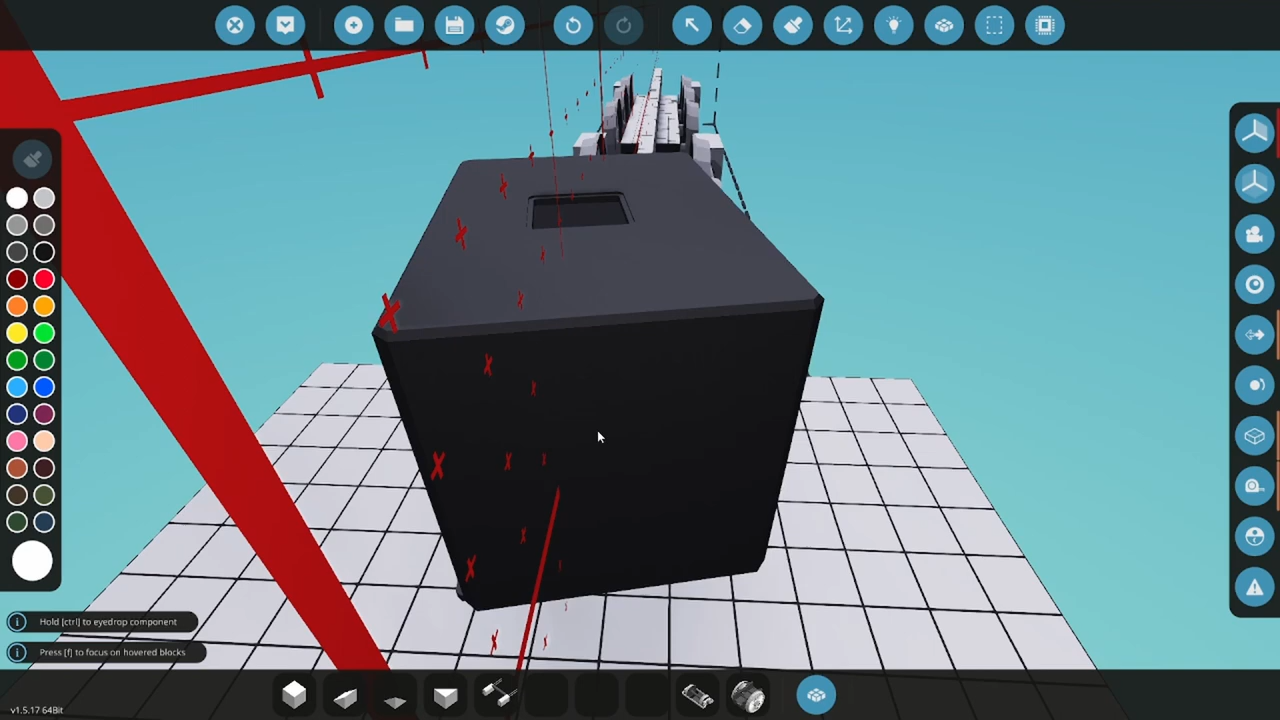 Hold [ctrl] to eyedrop component
Press [f] to focus on hovered blocks
v1.5.17 64Bit